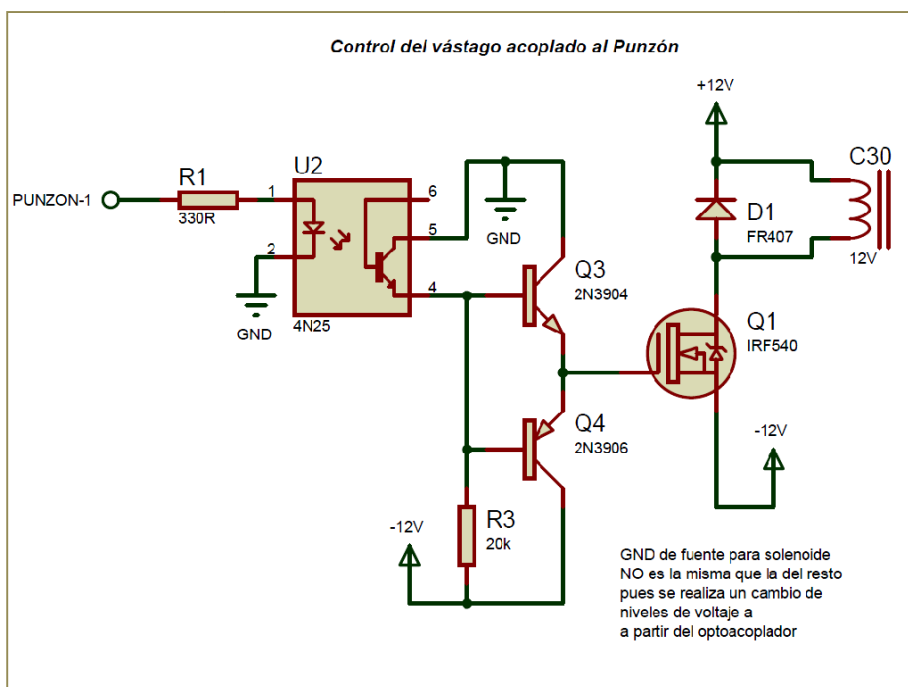 Control del vástago acoplado al Punzón
+12V
C30
U2
R1
PUNZON-1
330R
1
6
D1
FR407
12V
5
GND
2
Q3
2N3904
4
GND
4N25
Q1
IRF540
Q4
2N3906
-12V
R3
20k
-12V
GND de fuente para solenoide
NO es la misma que la del resto
pues se realiza un cambio de
niveles de voltaje a
a partir del optoacoplador